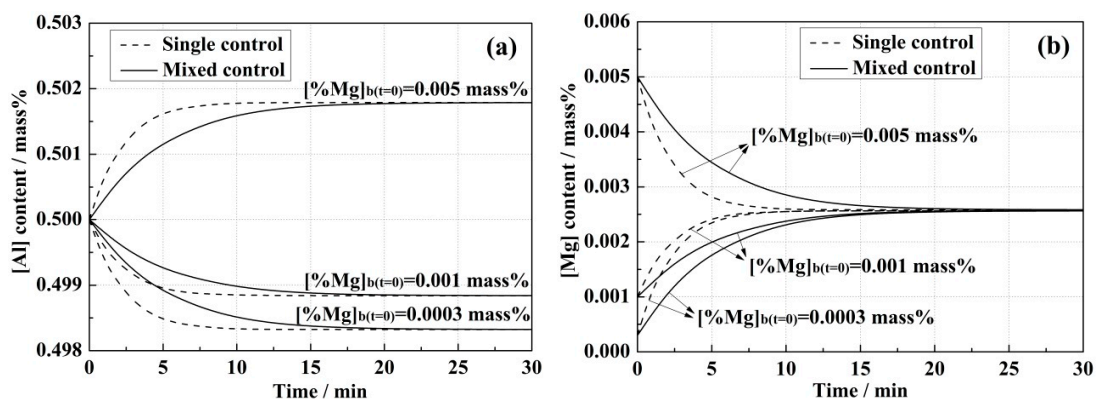 0.503
0.502
0.501
0.500
0.499
0.498
[Al] content / mass%
Single control
Mixed control
(a)
[%Mg]b(t=0)=0.005 mass%
[%Mg]b(t=0)=0.001 mass%
[%Mg]b(t=0)=0.0003 mass%
0 5 10 15 20 25 30
Time / min
0.006
0.005
0.004
0.003
0.002
0.001
0.000
[Mg] content / mass%
Single control
Mixed control
(b)
[%Mg]b(t=0)=0.005 mass%
[%Mg]b(t=0)=0.001 mass%
[%Mg]b(t=0)=0.0003 mass%
0 5 10 15 20 25 30
Time / min